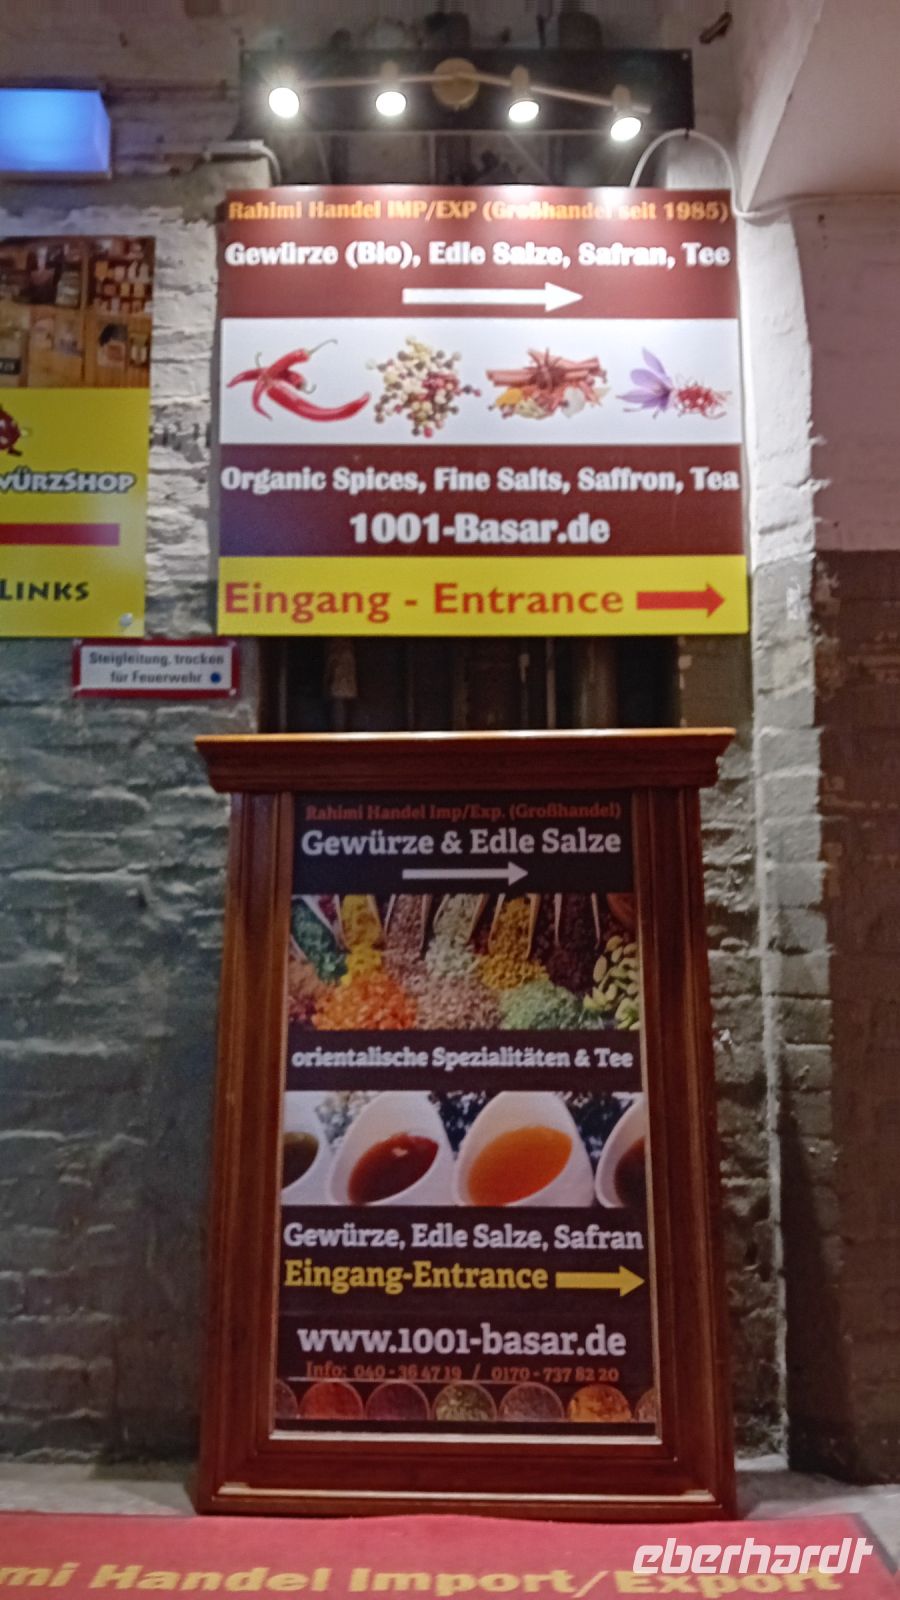 Rahimi Handel IMP/EXP (Großhandel seit 1985)
Gewürze (Bio), Edle Salze, Safran, Tee
Organic Spices, Fine Salts, Saffron, Tea
1001-Basar.de
Eingang - Entrance
WÜRZSHOP
LINKS
Steigleitung, trocken
für Feuerwehr
Rahimi Handel Imp/Exp. (Großhandel)
Gewürze & Edle Salze
orientalische Spezialitäten & Tee
Gewürze, Edle Salze, Safran
Eingang-Entrance
www.1001-basar.de
Info: 040 - 36 47 19 / 0170 - 737 82 20
mi Handel Import/Export
eberhardt